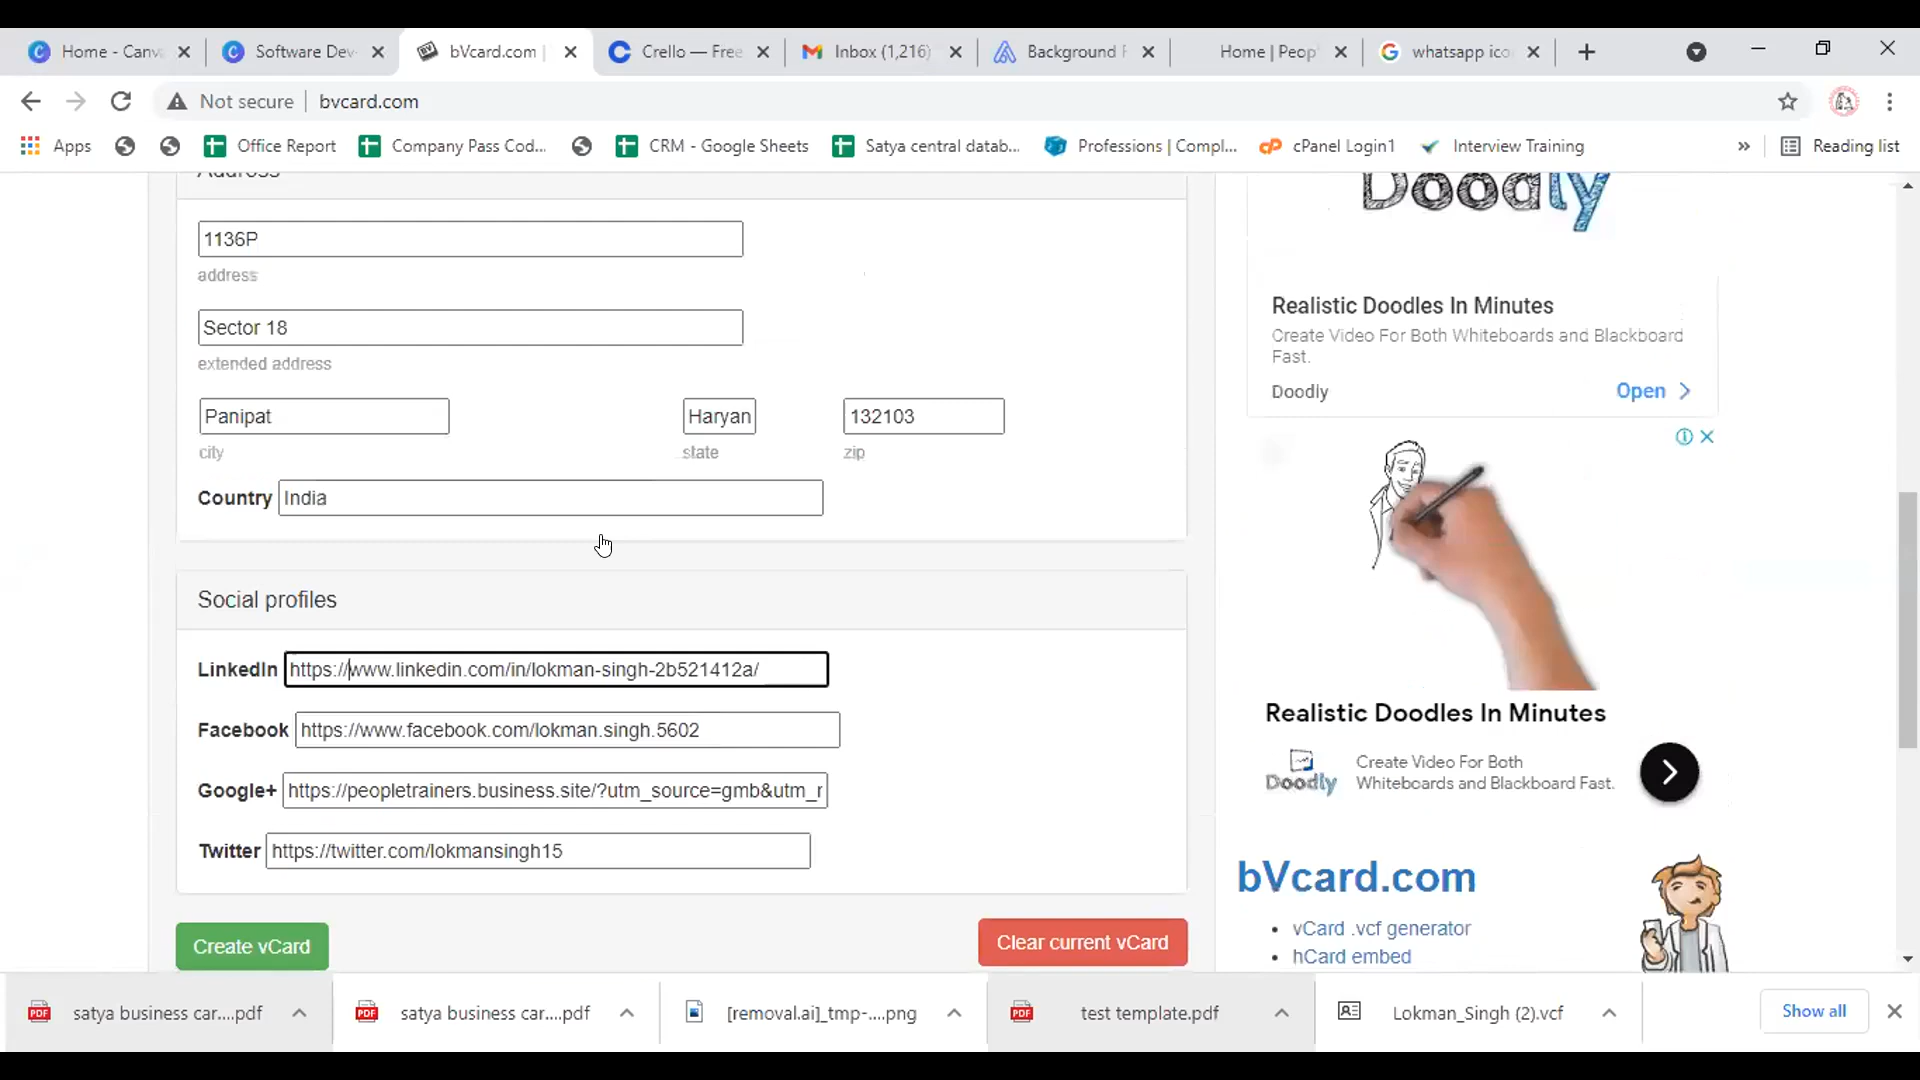 Home - Canv
Software Dev
bVcard.com |
Crello — Free
Inbox (1,216)
Background R
Home | Peop
whatsapp ico
Not secure
bvcard.com
Apps
Office Report
Company Pass Cod...
CRM - Google Sheets
Satya central datab...
Professions | Compl...
cPanel Login1
Interview Training
»
Reading list
Address
1136P
address
Sector 18
extended address
Panipat
Haryan
132103
city
state
zip
Country India
Social profiles
LinkedIn https://www.linkedin.com/in/lokman-singh-2b521412a/
Facebook https://www.facebook.com/lokman.singh.5602
Google+ https://peopletrainers.business.site/?utm_source=gmb&utm_r
Twitter https://twitter.com/lokmansingh15
Create vCard
Clear current vCard
Doodly
Realistic Doodles In Minutes
Create Video For Both Whiteboards and Blackboard
Fast.
Doodly
Open
Realistic Doodles In Minutes
Doodly
Create Video For Both
Whiteboards and Blackboard Fast.
bVcard.com
• vCard .vcf generator
• hCard embed
PDF satya business car....pdf
PDF satya business car....pdf
[removal.ai]_tmp-....png
PDF test template.pdf
Lokman_Singh (2).vcf
Show all